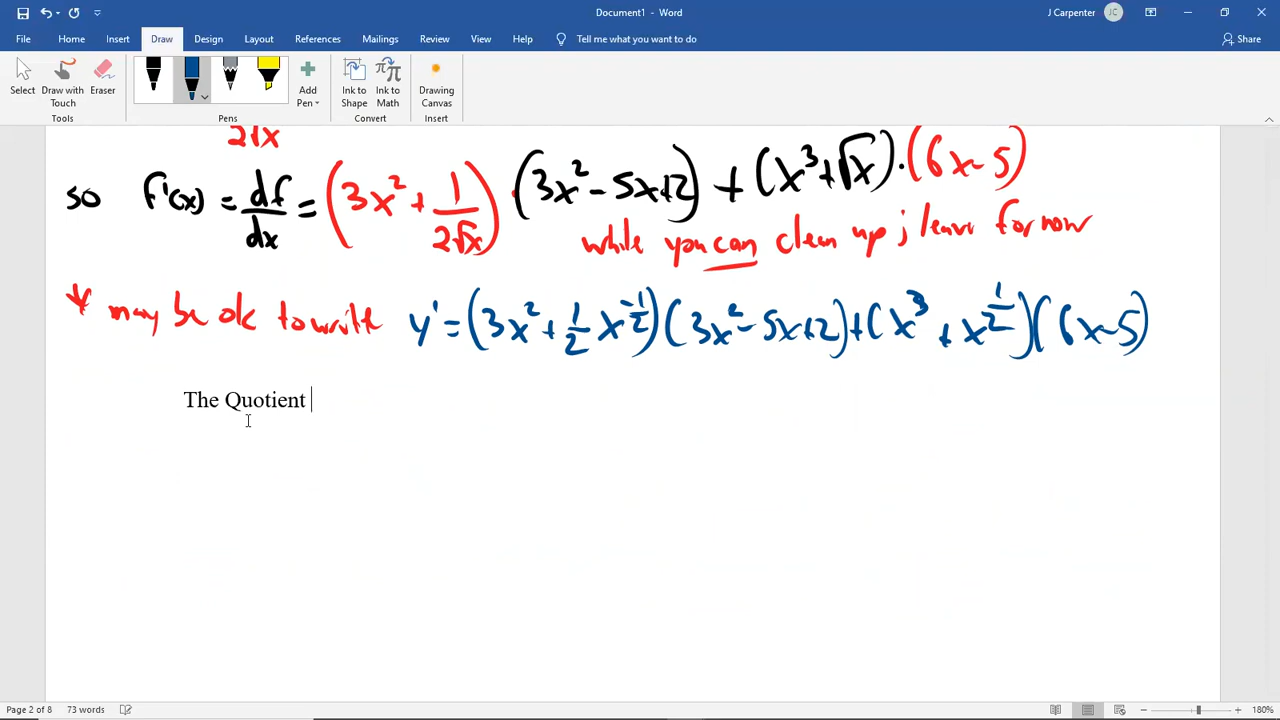 Document1 - Word
J Carpenter JC
File Home Insert Draw Design Layout References Mailings Review View Help Tell me what you want to do Share
Select Draw with Touch Eraser Add Pen Ink to Shape Ink to Math Drawing Canvas
Tools Pens Convert Insert
2√x
so f'(x) = df/dx = (3x² + 1/2√x) · (3x² - 5x+2) + (x³+√x) · (6x-5)
while you can clean up; leave for now
* may be ok to write y' = (3x² + 1/2 x^-1/2)(3x² - 5x+2)+(x³ + x^1/2)(6x-5)
The Quotient
Page 2 of 8 73 words 180%